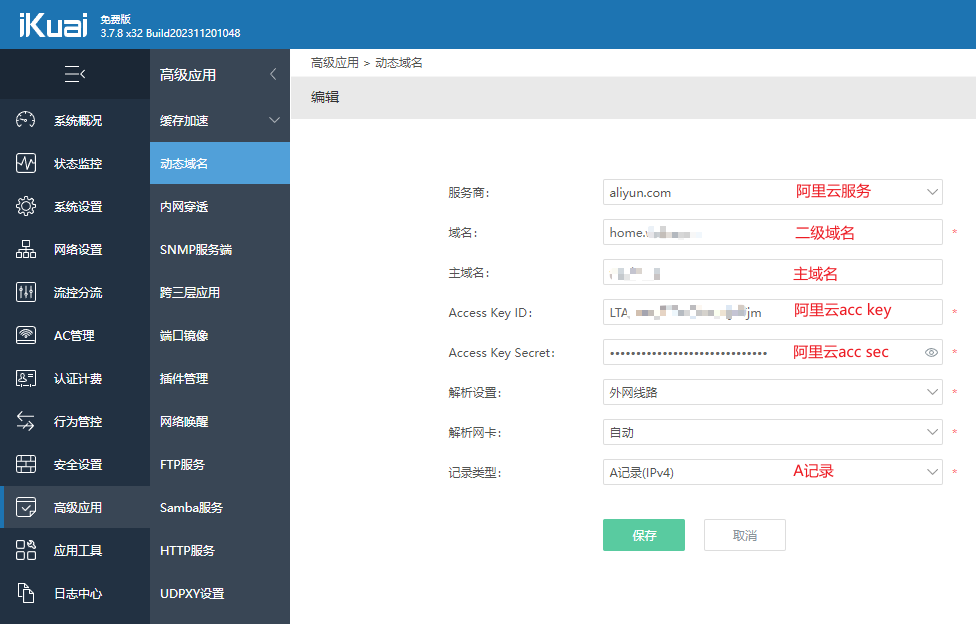 iKuai 免费版
3.7.8 x32 Build202311201048
系统概况
状态监控
系统设置
网络设置
流控分流
AC管理
认证计费
行为管控
安全设置
高级应用
应用工具
日志中心
高级应用
缓存加速
动态域名
内网穿透
SNMP服务端
跨三层应用
端口镜像
插件管理
网络唤醒
FTP服务
Samba服务
HTTP服务
UDPXY设置
高级应用 > 动态域名
编辑
服务商: aliyun.com 阿里云服务
域名: home. 二级域名 *
主域名: 主域名
Access Key ID: LTA jm 阿里云acc key *
Access Key Secret: •••••••••••••••••••••••••••••• 阿里云acc sec *
解析设置: 外网线路 *
解析网卡: 自动 *
记录类型: A记录(IPv4) A记录 *
保存 取消